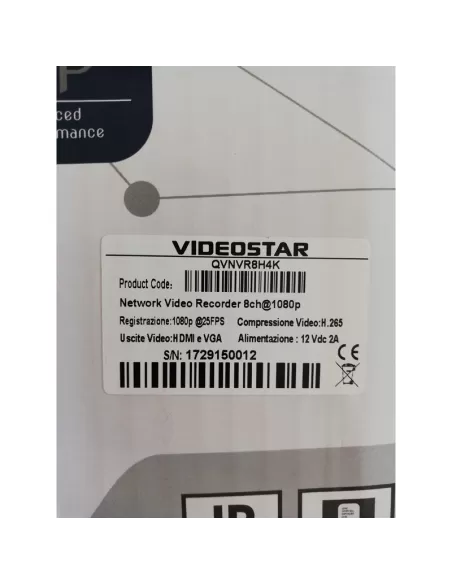 P
ced
mance
VIDEOSTAR
QVNVR8H4K
Product Code:
Network Video Recorder 8ch@1080p
Registrazione:1080p @25FPS Compressione Video:H.265
Uscite Video:HDMI e VGA Alimentazione : 12 Vdc 2A
S/N: 1729150012
CE
IP